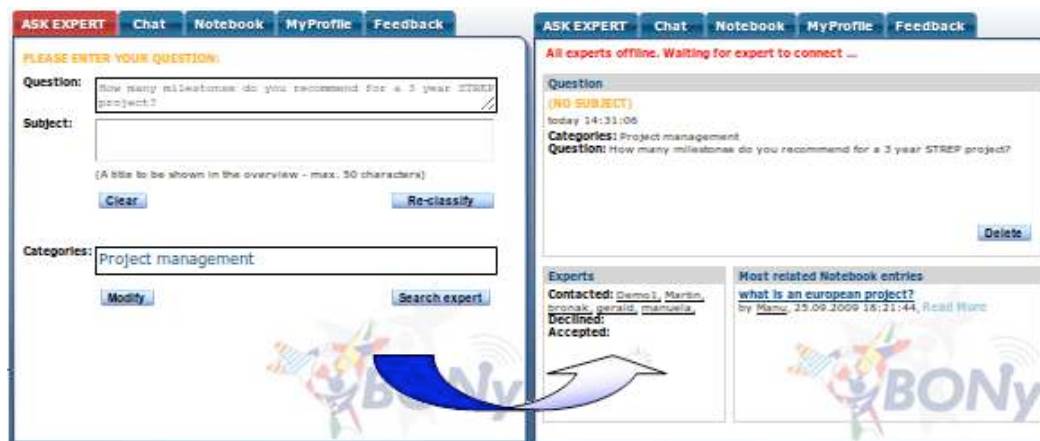 ASK EXPERT Chat Notebook MyProfile Feedback
PLEASE ENTER YOUR QUESTION:
Question: How many milestones do you recommend for a 3 year STREP
project?
Subject:
(A title to be shown in the overview - max. 50 characters)
Clear Re-classify
Categories: Project management
Modify Search expert
BONy
ASK EXPERT Chat Notebook MyProfile Feedback
All experts offline. Waiting for expert to connect ...
Question
(NO SUBJECT)
today 14:31:06
Categories: Project management
Question: How many milestones do you recommend for a 3 year STREP project?
Delete
Experts
Contacted: Demo1, Martin,
bronak, gerald, manuela,
Declined:
Accepted:
Most related Notebook entries
what is an european project?
by Manu, 25.09.2009 16:21:44, Read More
BONy